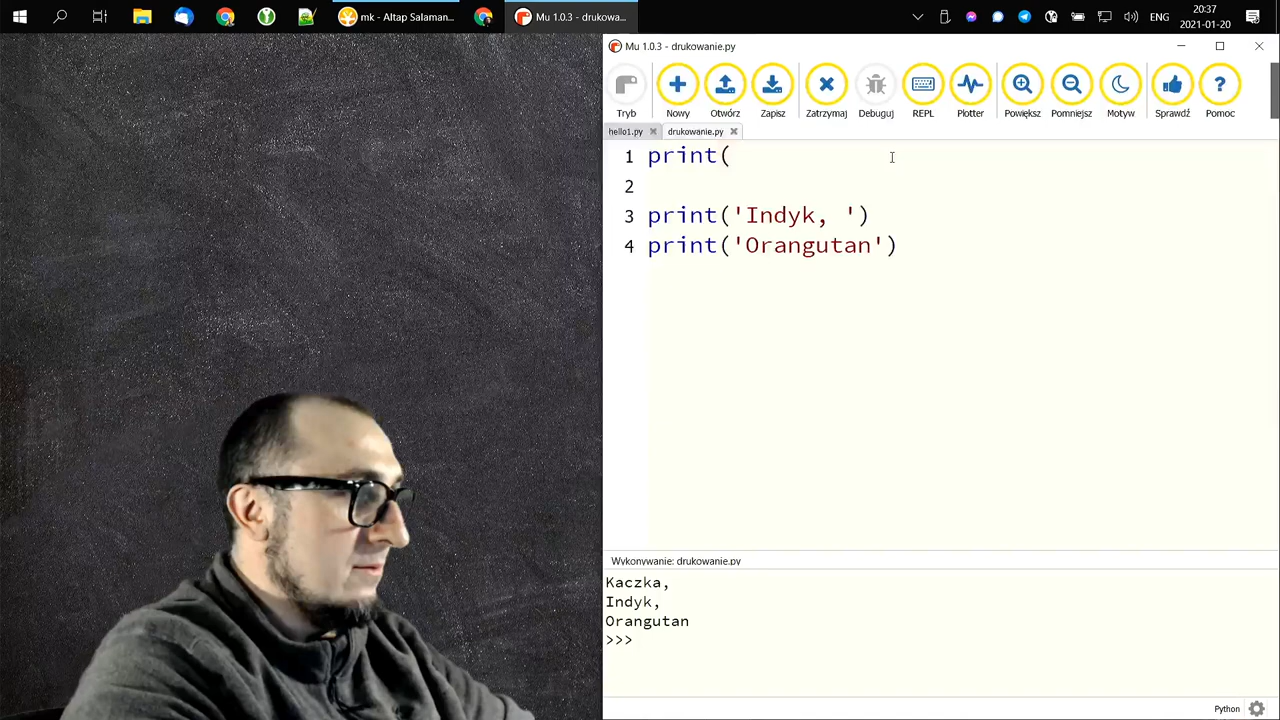 mk - Altap Salaman...
Mu 1.0.3 - drukowa...
ENG
20:37
2021-01-20
Mu 1.0.3 - drukowanie.py
Tryb
Nowy
Otwórz
Zapisz
Zatrzymaj
Debuguj
REPL
Plotter
Powiększ
Pomniejsz
Motyw
Sprawdź
Pomoc
hello1.py
drukowanie.py
1 print(
2
3 print('Indyk, ')
4 print('Orangutan')
Wykonywanie: drukowanie.py
Kaczka,
Indyk,
Orangutan
>>>
Python